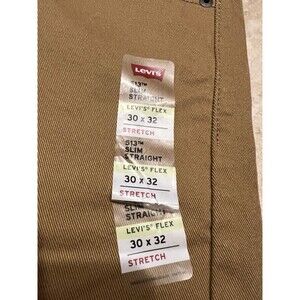 Levi's
513™
SLIM
STRAIGHT
LEVI'S® FLEX
30 x 32
STRETCH
513™
SLIM
STRAIGHT
LEVI'S® FLEX
30 x 32
STRETCH
SLIM
STRAIGHT
LEVI'S® FLEX
30 x 32
STRETCH